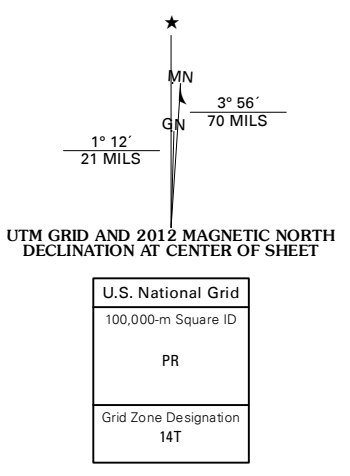 ★
MN
3° 56´
70 MILS
GN
1° 12´
21 MILS
UTM GRID AND 2012 MAGNETIC NORTH
DECLINATION AT CENTER OF SHEET
U.S. National Grid
100,000-m Square ID
PR
Grid Zone Designation
14T